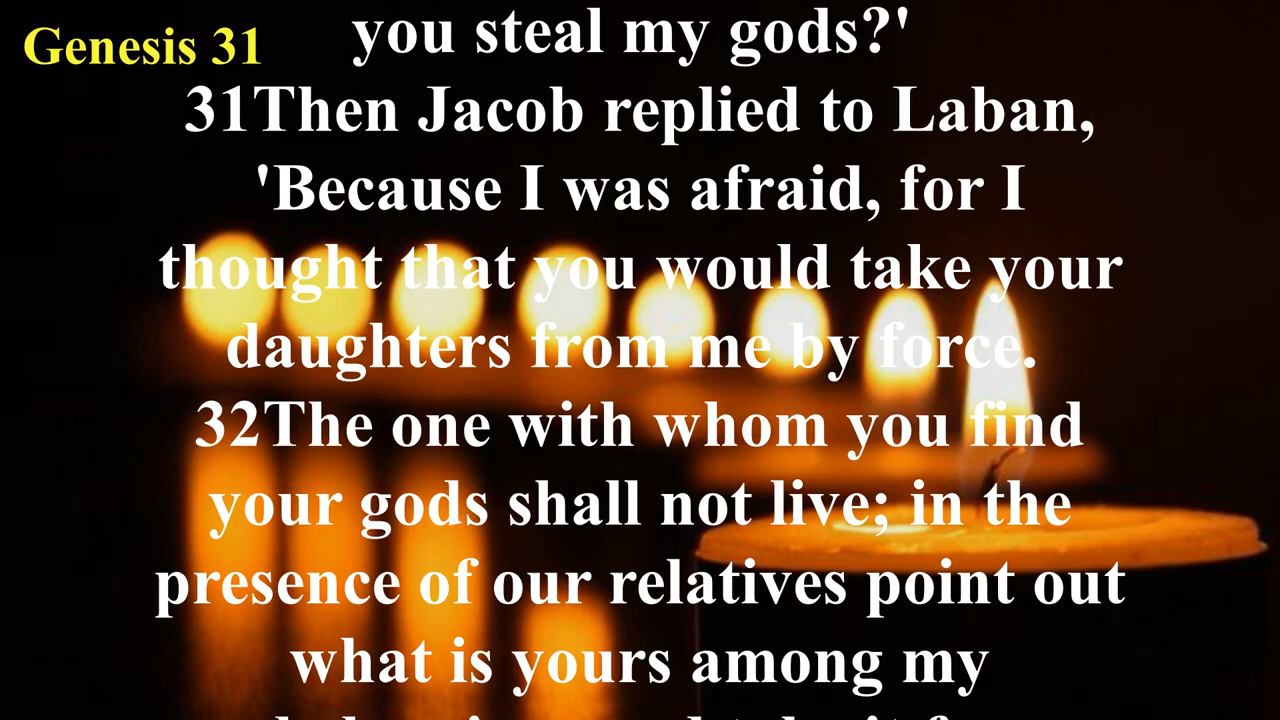 Genesis 31
you steal my gods?'
31Then Jacob replied to Laban,
'Because I was afraid, for I
thought that you would take your
daughters from me by force.
32The one with whom you find
your gods shall not live; in the
presence of our relatives point out
what is yours among my